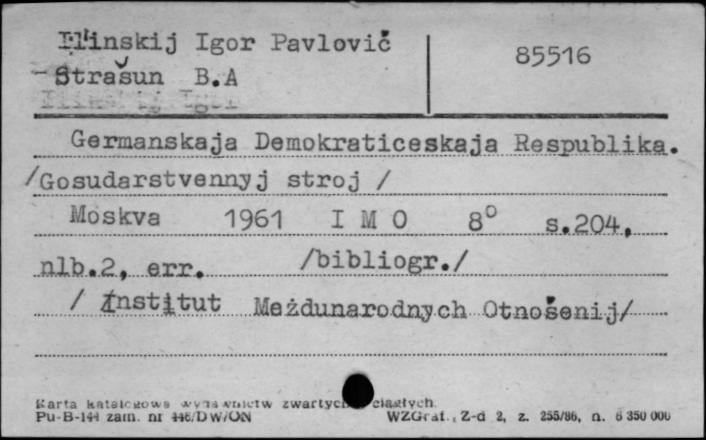 Il'inskij Igor Pavlovič
85516
- Strašun B.A
Germanskaja Demokraticeskaja Respublika.
/Gosudarstvennyj stroj /
Moskva 1961 I M O 8° s.204,
nlb.2, err. /bibliogr./
/ Institut Meżdunarodnych Otnošenij/
Karta katalogowa wydawnictw zwartych i ciągłych.
Pu-B-144 zam. nr 446/DW/ON WZGraf., Z-d 2, z. 255/86, n. 6 350 000